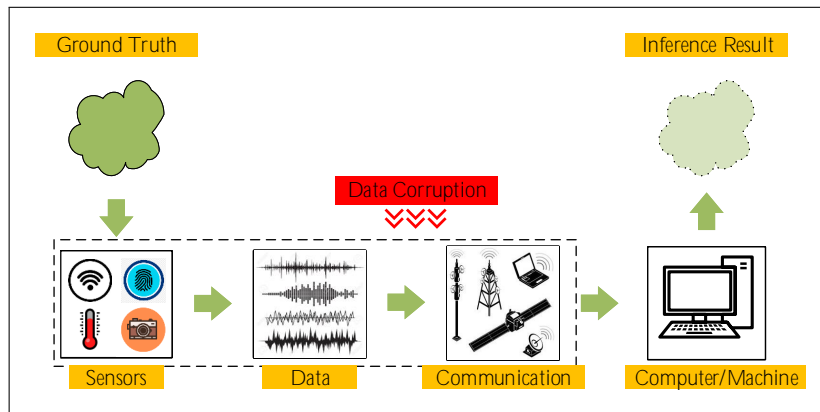 Ground Truth
Inference Result
Data Corruption
Sensors
Data
Communication
Computer/Machine